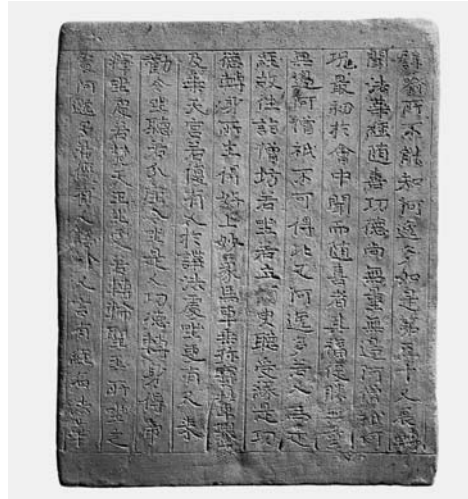 譬喻所不能知阿逸多如是第五十人展轉
聞法華經隨喜功德尚無量無邊阿僧祇何
況最初於會中聞而隨喜者其福復勝無量
無邊阿僧祇不可得比又阿逸多若人為是
經故往詣僧坊若坐若立須臾聽受緣是功
德轉身所生得好上妙象馬車乘珍寶輦輿
及乘天宮若復有人於講法處坐更有人來
勸令坐聽若分座令坐是人功德轉身得帝
釋坐處若梵天王坐處若轉輪聖王所坐之
處阿逸多若復有人語餘人言有經名法華